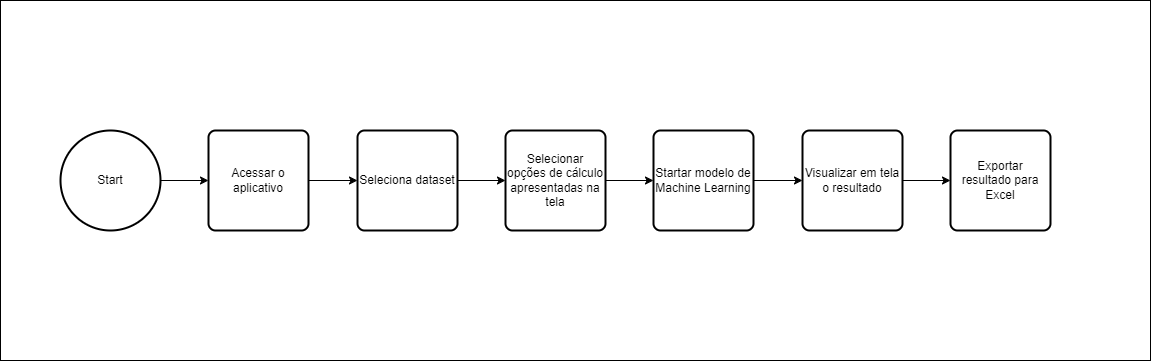 Start
Acessar o
aplicativo
Seleciona dataset
Selecionar
opções de cálculo
apresentadas na
tela
Startar modelo de
Machine Learning
Visualizar em tela
o resultado
Exportar
resultado para
Excel